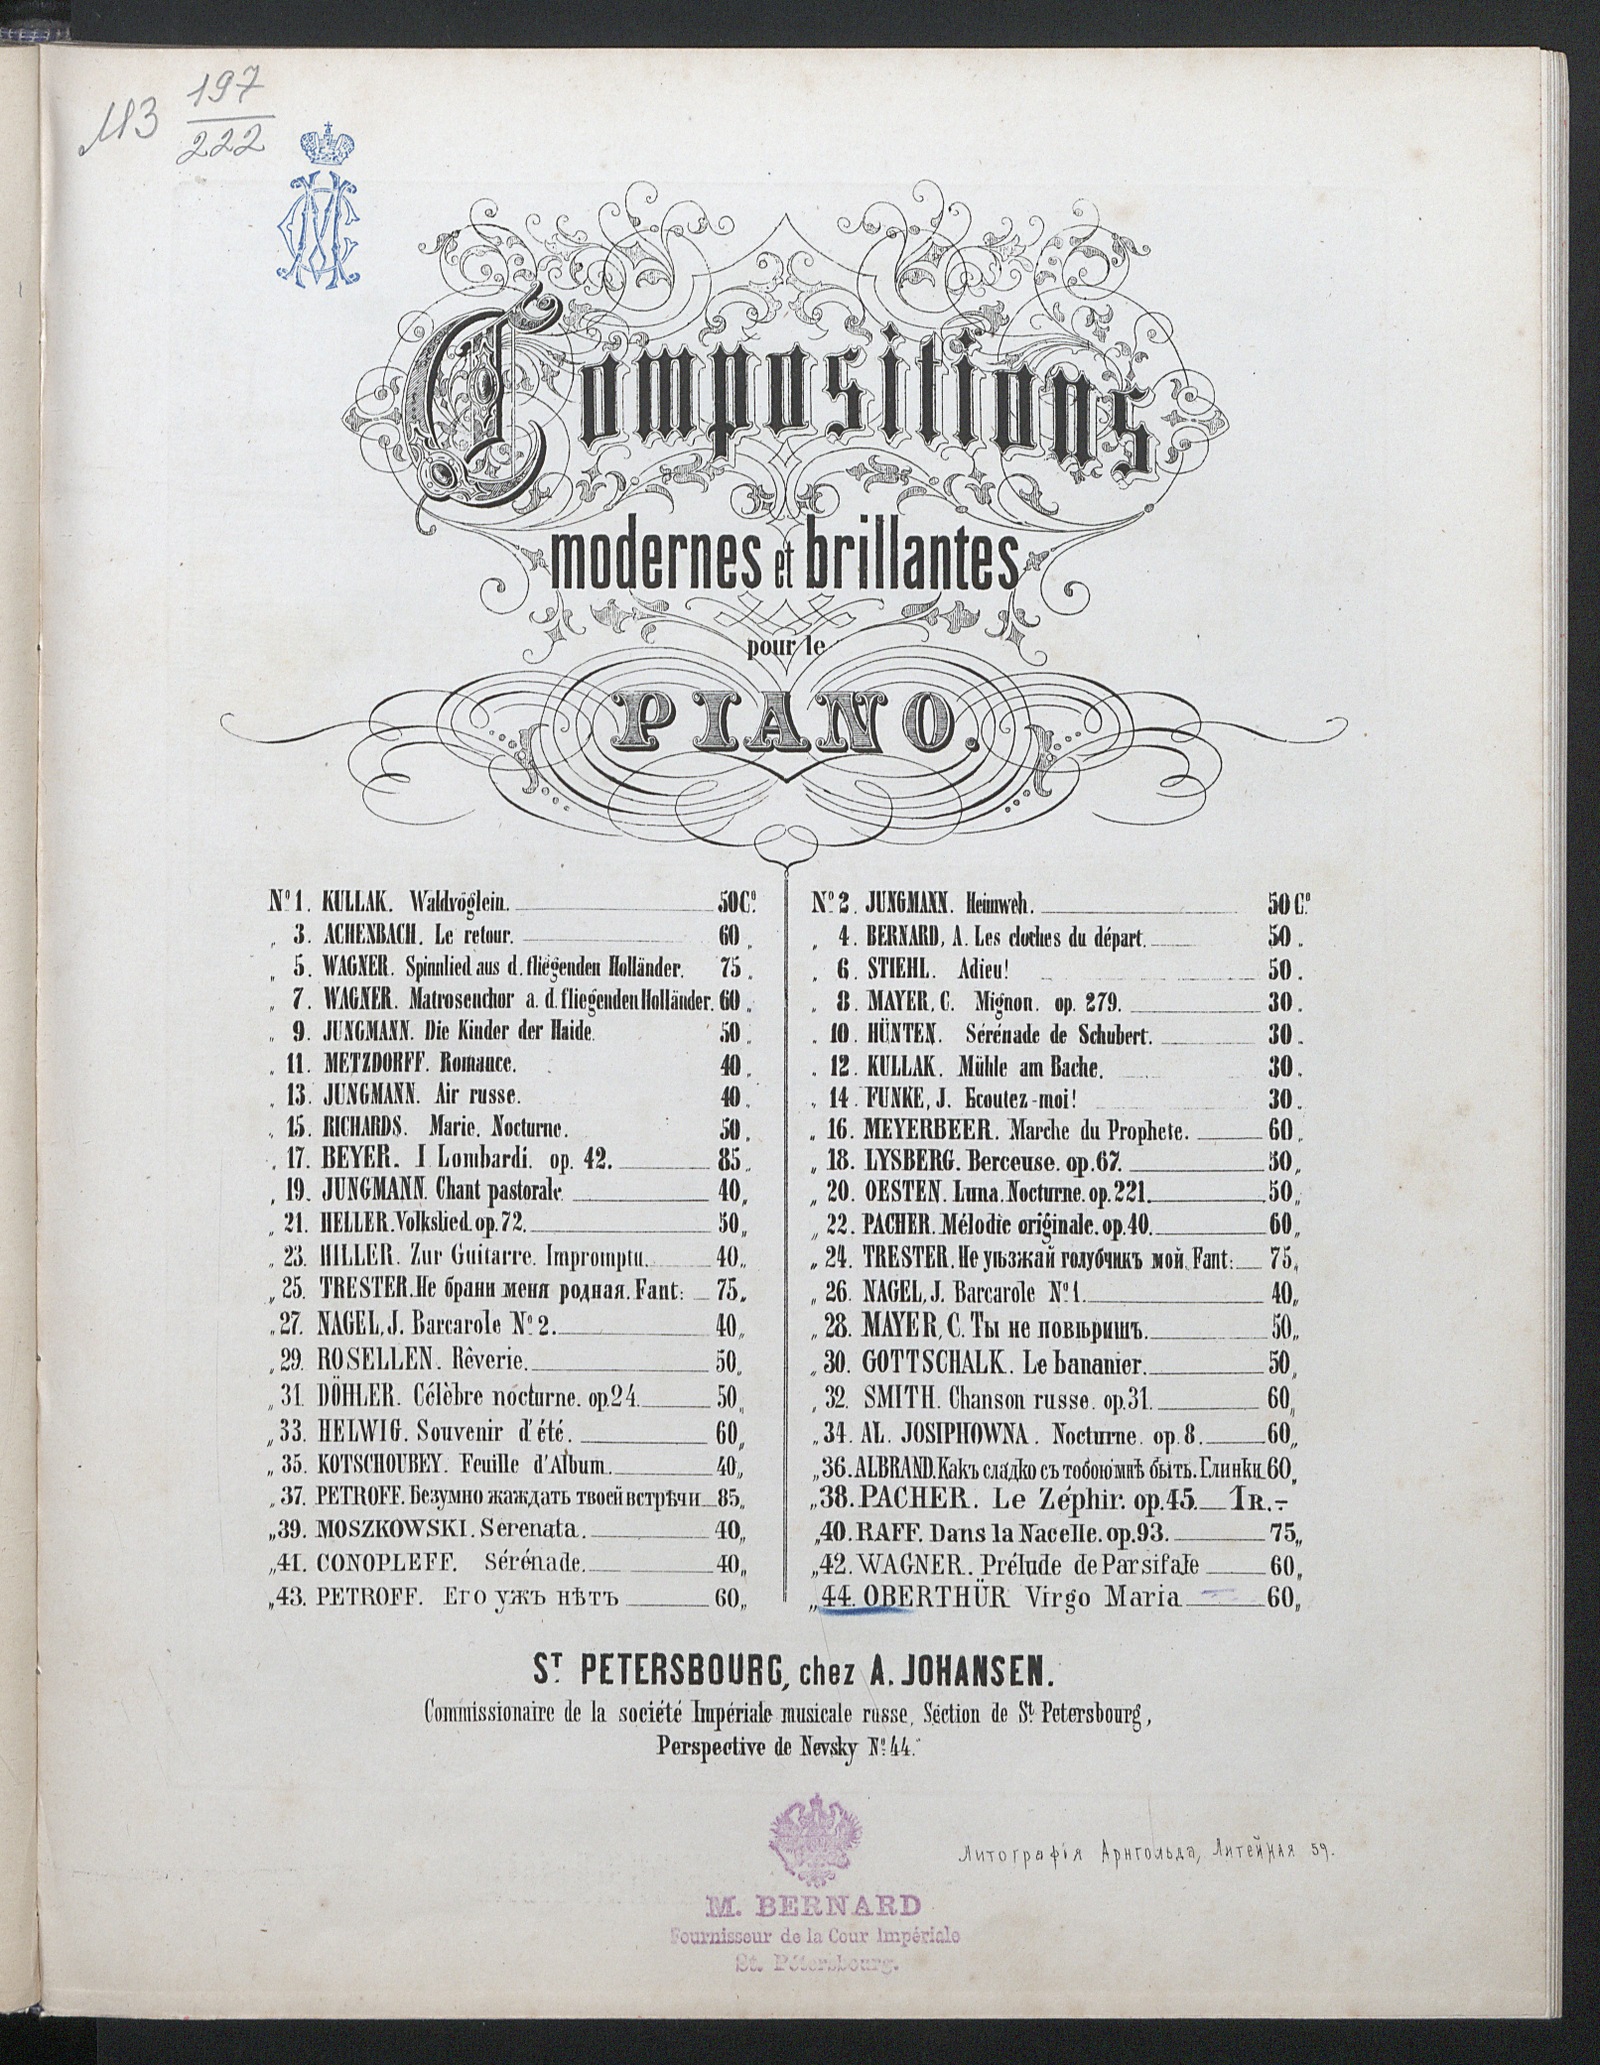 М3 197
222
Compositions
modernes et brillantes
pour le
PIANO.
Nº 1. KULLAK. Waldvöglein. 50 Cº.
„ 3. ACHENBACH. Le retour. 60 „
„ 5. WAGNER. Spinnlied aus d. fliegenden Holländer. 75 „
„ 7. WAGNER. Matrosenchor a. d. fliegenden Holländer. 60 „
„ 9. JUNGMANN. Die Kinder der Haide. 50 „
„ 11. METZDORFF. Romance. 40 „
„ 13. JUNGMANN. Air russe. 40 „
„ 15. RICHARDS. Marie. Nocturne. 50 „
„ 17. BEYER. I Lombardi. op. 42. 85 „
„ 19. JUNGMANN. Chant pastorale. 40 „
„ 21. HELLER. Volkslied. op. 72. 50 „
„ 23. HILLER. Zur Guitarre. Impromptu. 40 „
„ 25. TRESTER. Не брани меня родная. Fant: 75 „
„ 27. NAGEL, J. Barcarole Nº 2. 40 „
„ 29. ROSELLEN. Rêverie. 50 „
„ 31. DÖHLER. Célèbre nocturne. op. 24. 50 „
„ 33. HELWIG. Souvenir d'été. 60 „
„ 35. KOTSCHOUBEY. Feuille d'Album. 40 „
„ 37. PETROFF. Безумно жаждать твоей встрѣчи 85 „
„ 39. MOSZKOWSKI. Serenata. 40 „
„ 41. CONOPLEFF. Sérénade. 40 „
„ 43. PETROFF. Его ужъ нѣтъ 60 „
Nº 2. JUNGMANN. Heimweh. 50 Cº.
„ 4. BERNARD, A. Les cloches du départ. 50 „
„ 6. STIEHL. Adieu! 50 „
„ 8. MAYER, C. Mignon. op. 279. 30 „
„ 10. HÜNTEN. Sérénade de Schubert. 30 „
„ 12. KULLAK. Mühle am Bache. 30 „
„ 14. FUNKE, J. Ecoutez-moi! 30 „
„ 16. MEYERBEER. Marche du Prophete. 60 „
„ 18. LYSBERG. Berceuse. op. 67. 50 „
„ 20. OESTEN. Luna. Nocturne. op. 221. 50 „
„ 22. PACHER. Mélodie originale. op. 40. 60 „
„ 24. TRESTER. Не уѣзжай голубчикъ мой. Fant: 75 „
„ 26. NAGEL, J. Barcarole Nº 1. 40 „
„ 28. MAYER, C. Ты не повѣришъ. 50 „
„ 30. GOTTSCHALK. Le bananier. 50 „
„ 32. SMITH. Chanson russe. op. 31. 60 „
„ 34. AL. JOSIPHOWNA. Nocturne. op. 8. 60 „
„ 36. ALBRAND. Какъ сладко съ тобою мнѣ быть. Глинки 60 „
„ 38. PACHER. Le Zéphir. op. 45. 1 R. –
„ 40. RAFF. Dans la Nacelle. op. 93. 75 „
„ 42. WAGNER. Prélude de Parsifale 60 „
„ 44. OBERTHÜR Virgo Maria 60 „
ST. PETERSBOURG, chez A. JOHANSEN.
Commissionaire de la société Impériale musicale russe, Section de St. Petersbourg,
Perspective de Nevsky Nº 44.
Литографія Арнгольда, Литейная 59.
M. BERNARD
Fournisseur de la Cour Impériale
St. Pétersbourg.